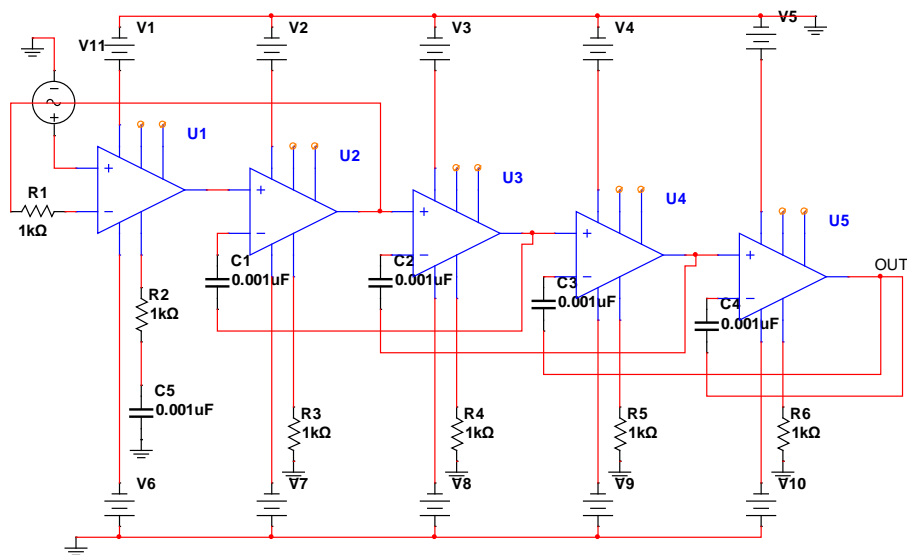 V1
V2
V3
V4
V5
V11
U1
U2
U3
U4
U5
R1
1kΩ
C1
0.001uF
C2
0.001uF
C3
0.001uF
C4
0.001uF
OUT
R2
1kΩ
C5
0.001uF
R3
1kΩ
R4
1kΩ
R5
1kΩ
R6
1kΩ
V6
V7
V8
V9
V10